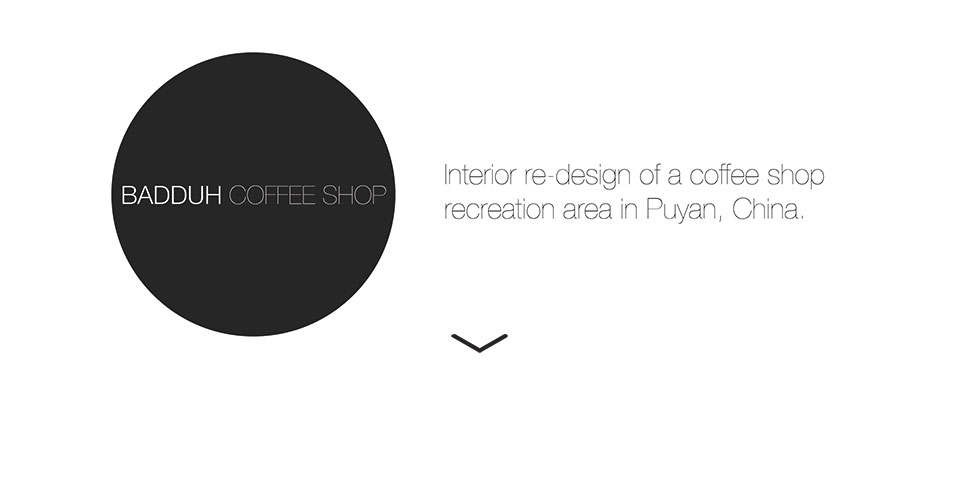 BADDUH COFFEE SHOP
Interior re-design of a coffee shop
recreation area in Puyan, China.